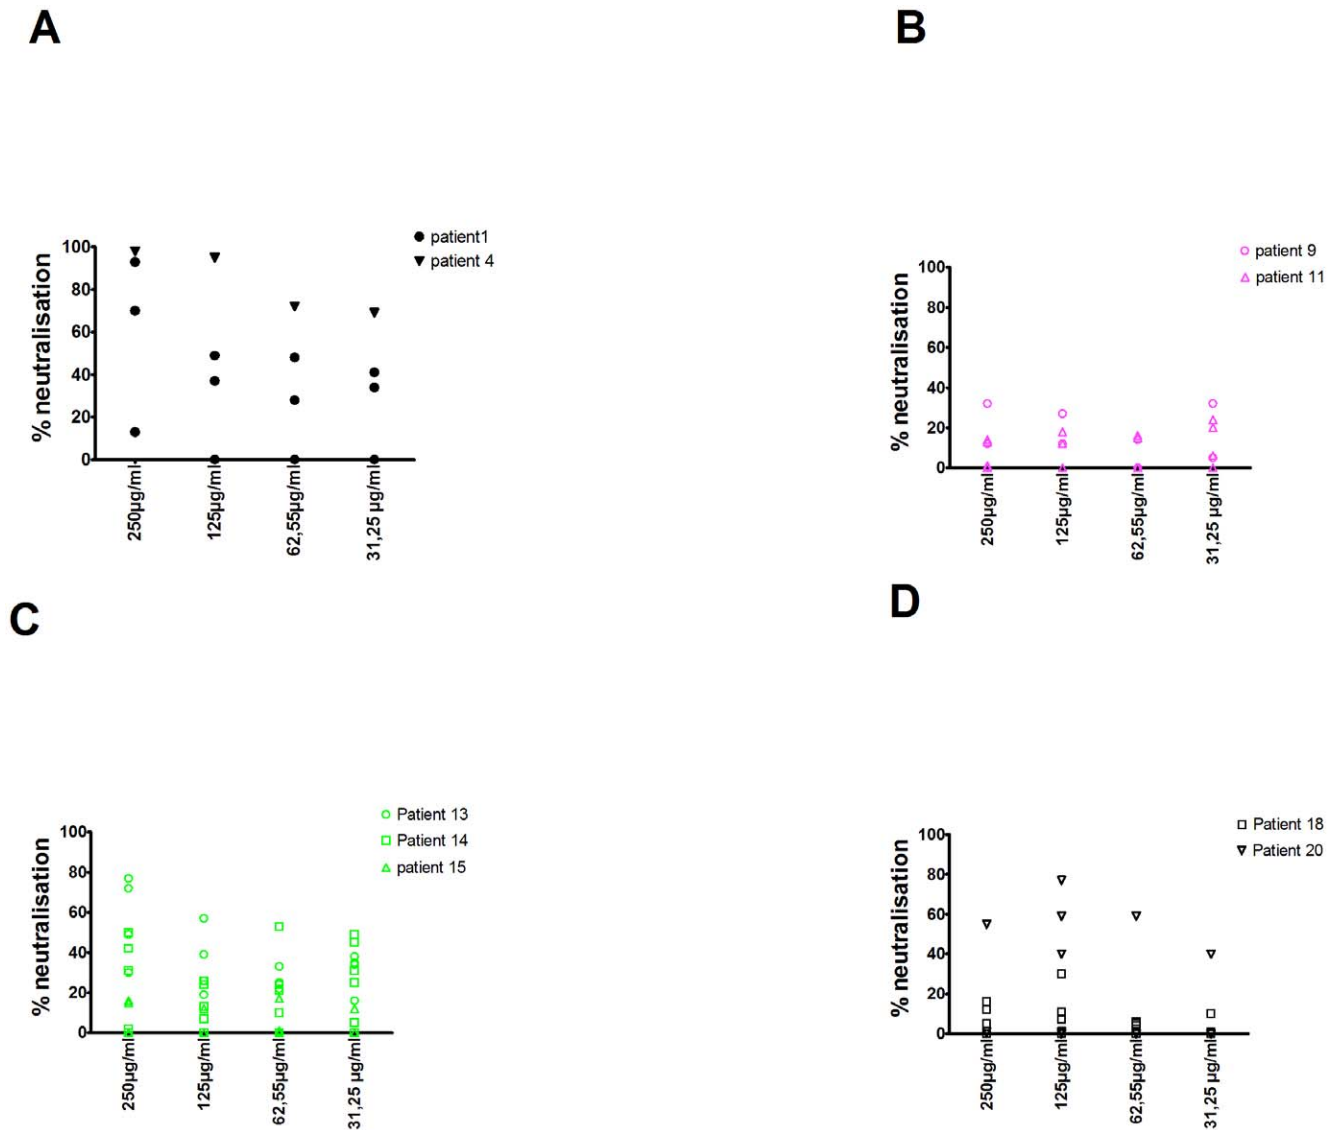 A
% neutralisation
100
80
60
40
20
0
250µg/ml
125µg/ml
62,55µg/ml
31,25 µg/ml
patient1
patient 4
B
% neutralisation
100
80
60
40
20
0
250µg/ml
125µg/ml
62,55µg/ml
31,25 µg/ml
patient 9
patient 11
C
% neutralisation
100
80
60
40
20
0
250µg/ml
125µg/ml
62,55µg/ml
31,25 µg/ml
Patient 13
Patient 14
patient 15
D
% neutralisation
100
80
60
40
20
0
250µg/ml
125µg/ml
62,55µg/ml
31,25 µg/ml
Patient 18
Patient 20